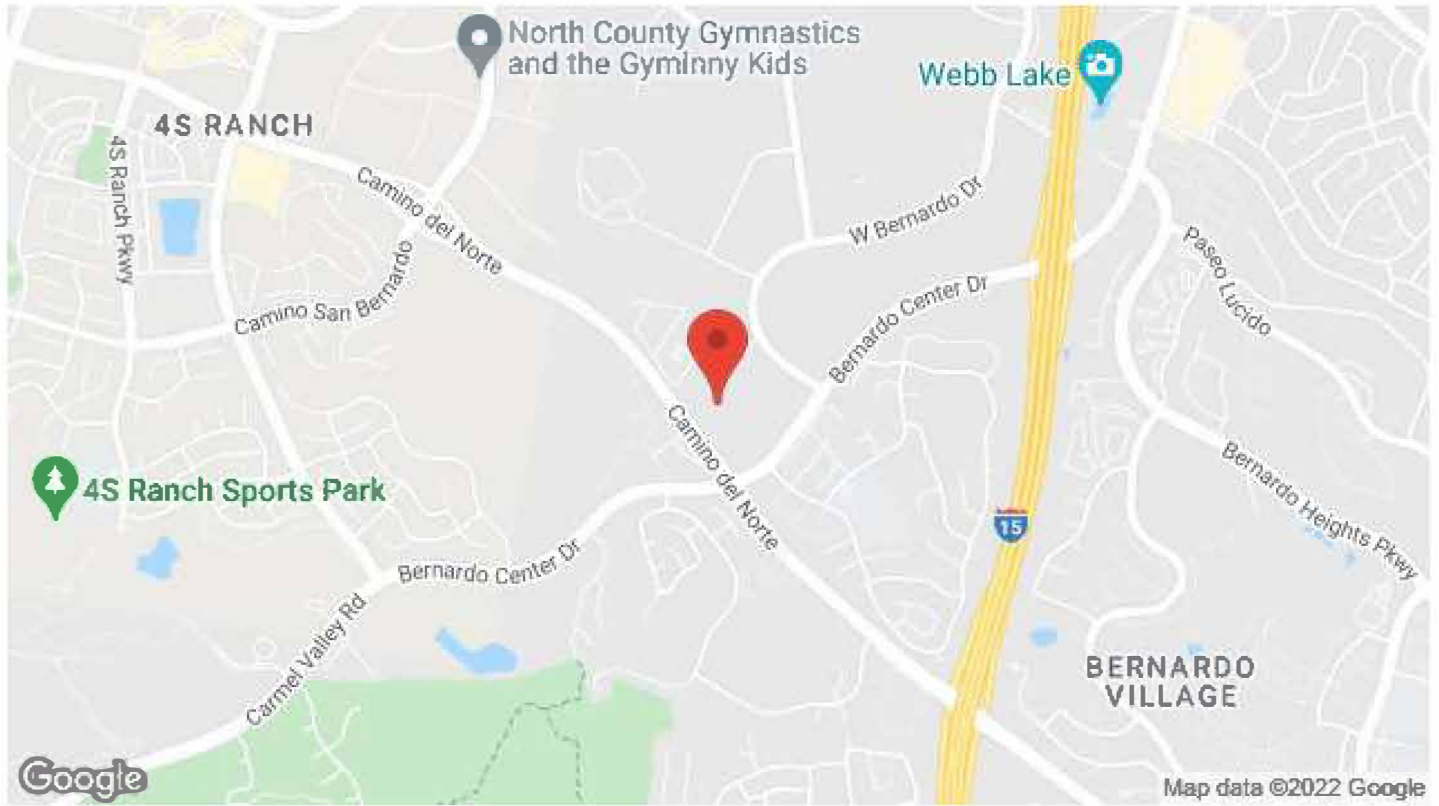 North County Gymnastics
and the Gyminny Kids
Webb Lake
4S RANCH
4S Ranch Pkwy
Camino del Norte
W Bernardo Dr
Paseo Lucido
Camino San Bernardo
Bernardo Center Dr
Camino del Norte
Bernardo Heights Pkwy
4S Ranch Sports Park
15
Bernardo Center Dr
Carmel Valley Rd
BERNARDO
VILLAGE
Google
Map data ©2022 Google